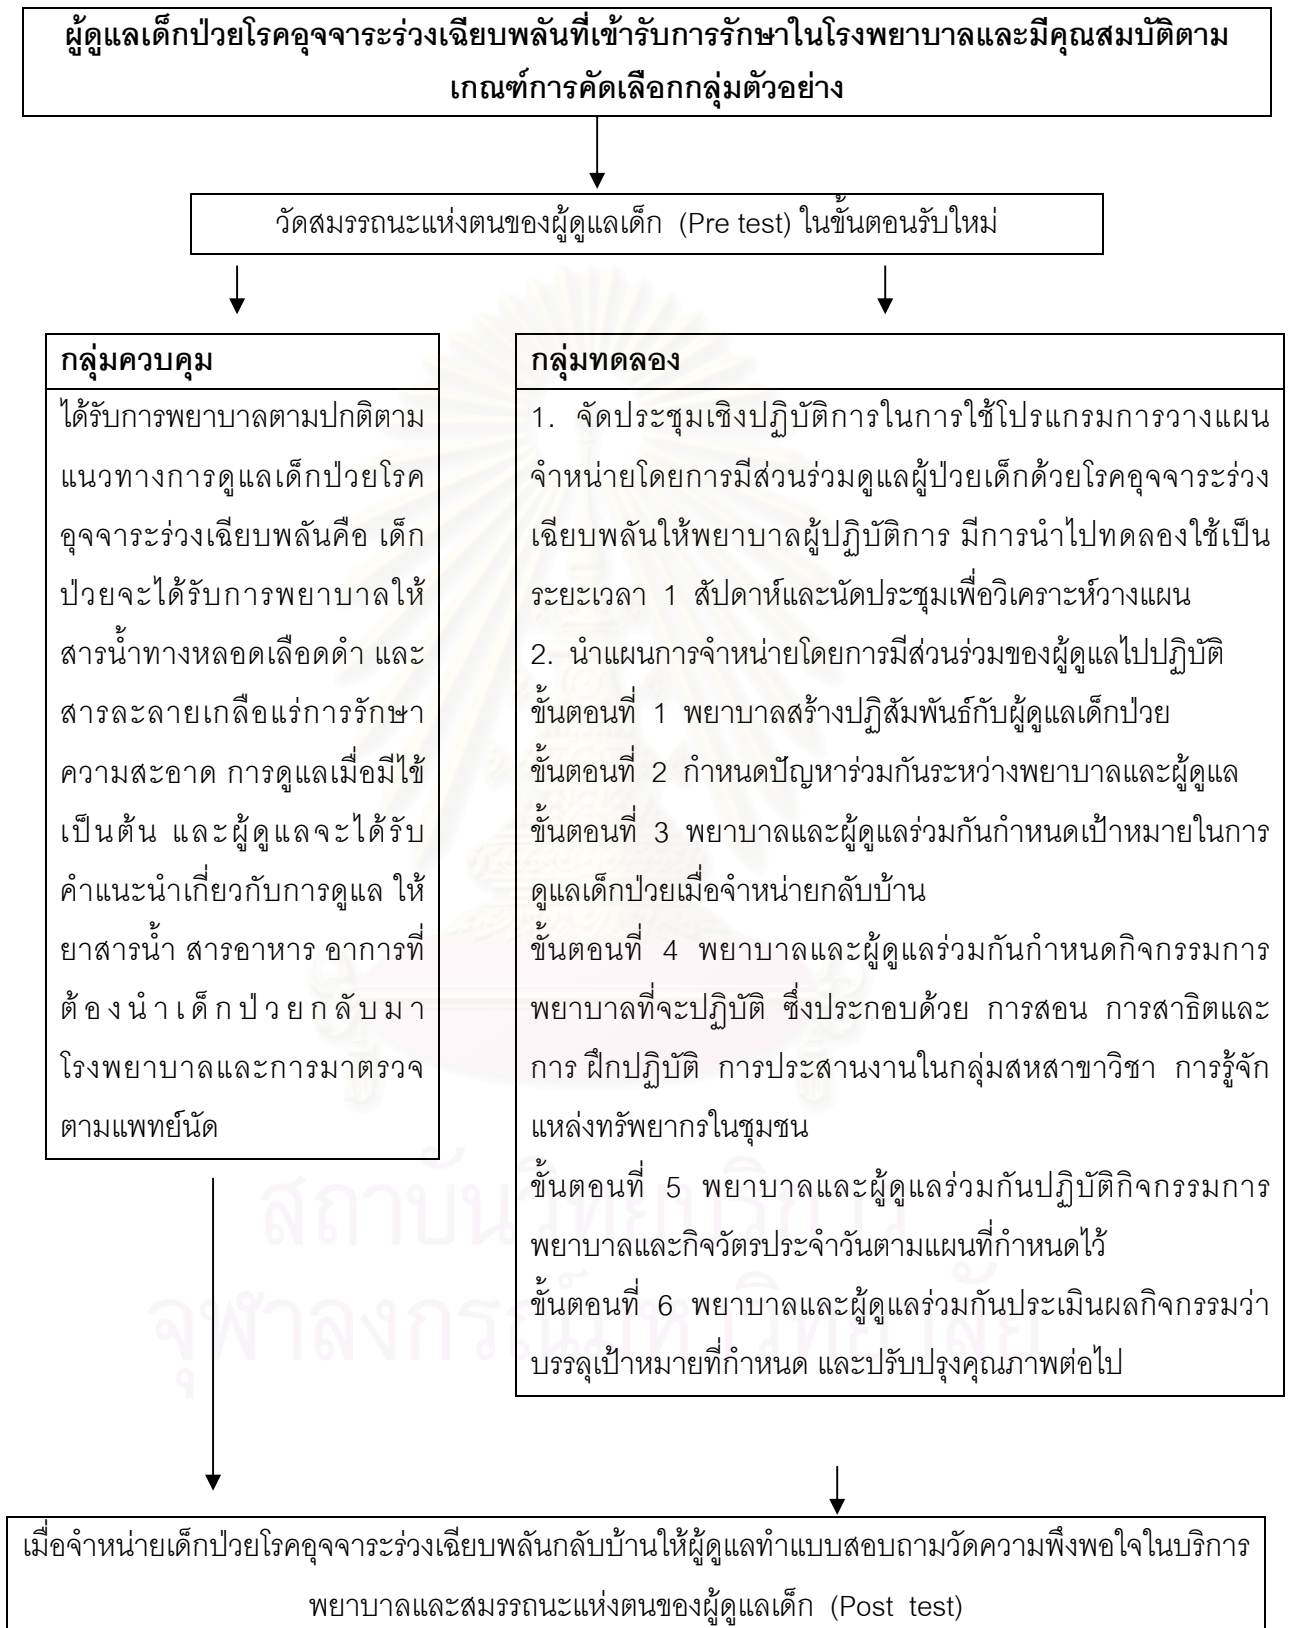 ผู้ดูแลเด็กป่วยโรคอุจจาระร่วงเฉียบพลันที่เข้ารับการรักษาในโรงพยาบาลและมีคุณสมบัติตาม
เกณฑ์การคัดเลือกกลุ่มตัวอย่าง
วัดสมรรถนะแห่งตนของผู้ดูแลเด็ก (Pre test) ในขั้นตอนรับใหม่
กลุ่มควบคุม
ได้รับการพยาบาลตามปกติตาม
แนวทางการดูแลเด็กป่วยโรค
อุจจาระร่วงเฉียบพลันคือ เด็ก
ป่วยจะได้รับการพยาบาลให้
สารน้ำทางหลอดเลือดดำ และ
สารละลายเกลือแร่การรักษา
ความสะอาด การดูแลเมื่อมีไข้
เป็นต้น และผู้ดูแลจะได้รับ
คำแนะนำเกี่ยวกับการดูแล ให้
ยาสารน้ำ สารอาหาร อาการที่
ต้องนำเด็กป่วยกลับมา
โรงพยาบาลและการมาตรวจ
ตามแพทย์นัด
กลุ่มทดลอง
1. จัดประชุมเชิงปฏิบัติการในการใช้โปรแกรมการวางแผน
จำหน่ายโดยการมีส่วนร่วมดูแลผู้ป่วยเด็กด้วยโรคอุจจาระร่วง
เฉียบพลันให้พยาบาลผู้ปฏิบัติการ มีการนำไปทดลองใช้เป็น
ระยะเวลา 1 สัปดาห์และนัดประชุมเพื่อวิเคราะห์วางแผน
2. นำแผนการจำหน่ายโดยการมีส่วนร่วมของผู้ดูแลไปปฏิบัติ
ขั้นตอนที่ 1 พยาบาลสร้างปฏิสัมพันธ์กับผู้ดูแลเด็กป่วย
ขั้นตอนที่ 2 กำหนดปัญหาร่วมกันระหว่างพยาบาลและผู้ดูแล
ขั้นตอนที่ 3 พยาบาลและผู้ดูแลร่วมกันกำหนดเป้าหมายในการ
ดูแลเด็กป่วยเมื่อจำหน่ายกลับบ้าน
ขั้นตอนที่ 4 พยาบาลและผู้ดูแลร่วมกันกำหนดกิจกรรมการ
พยาบาลที่จะปฏิบัติ ซึ่งประกอบด้วย การสอน การสาธิตและ
การ ฝึกปฏิบัติ การประสานงานในกลุ่มสหสาขาวิชา การรู้จัก
แหล่งทรัพยากรในชุมชน
ขั้นตอนที่ 5 พยาบาลและผู้ดูแลร่วมกันปฏิบัติกิจกรรมการ
พยาบาลและกิจวัตรประจำวันตามแผนที่กำหนดไว้
ขั้นตอนที่ 6 พยาบาลและผู้ดูแลร่วมกันประเมินผลกิจกรรมว่า
บรรลุเป้าหมายที่กำหนด และปรับปรุงคุณภาพต่อไป
สถาบันวิทยบริการ
จุฬาลงกรณ์มหาวิทยาลัย
เมื่อจำหน่ายเด็กป่วยโรคอุจจาระร่วงเฉียบพลันกลับบ้านให้ผู้ดูแลทำแบบสอบถามวัดความพึงพอใจในบริการ
พยาบาลและสมรรถนะแห่งตนของผู้ดูแลเด็ก (Post test)